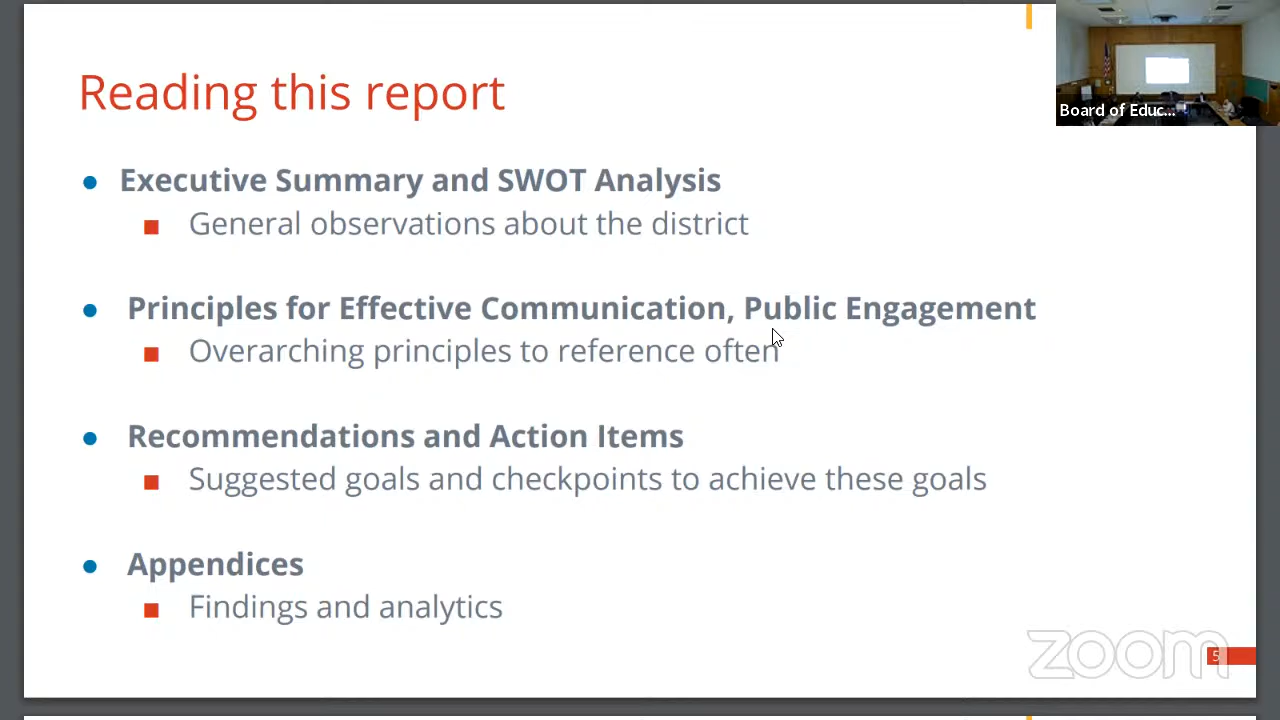 Reading this report
Board of Educ...
Executive Summary and SWOT Analysis
General observations about the district
Principles for Effective Communication, Public Engagement
Overarching principles to reference often
Recommendations and Action Items
Suggested goals and checkpoints to achieve these goals
Appendices
Findings and analytics
zoom
5